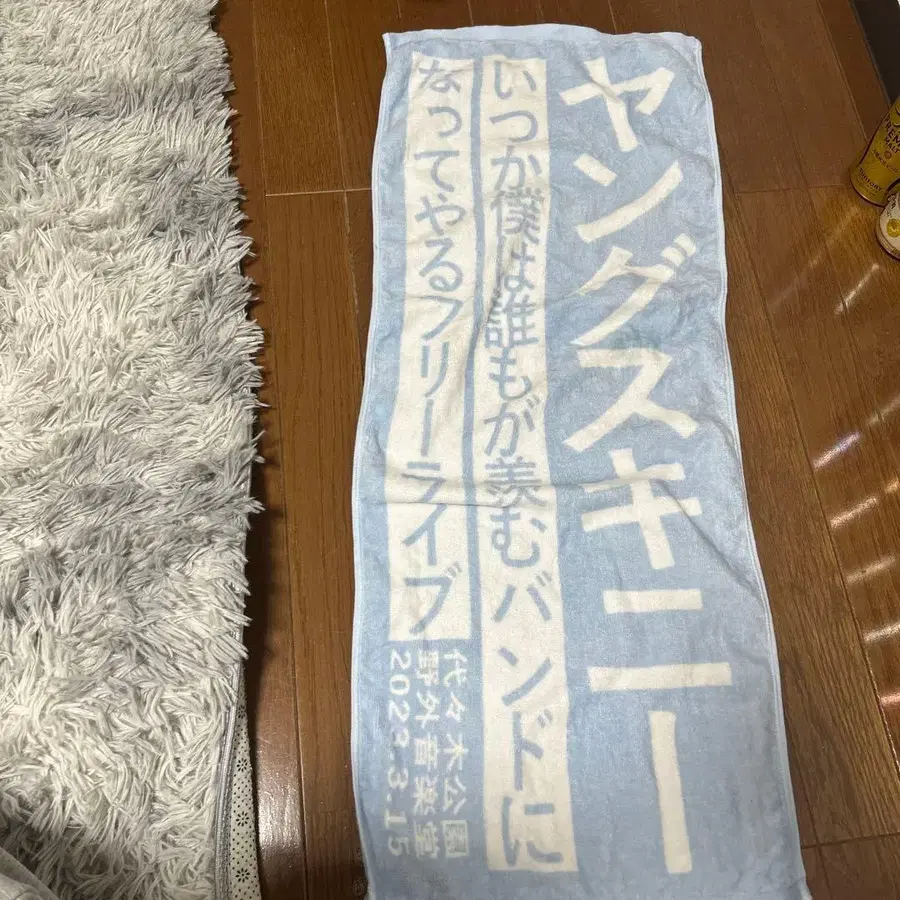 ヤングスキニー
いつか僕は誰もが羨むバンドに
なってやるフリーライブ
代々木公園
野外音楽堂
2023.3.15